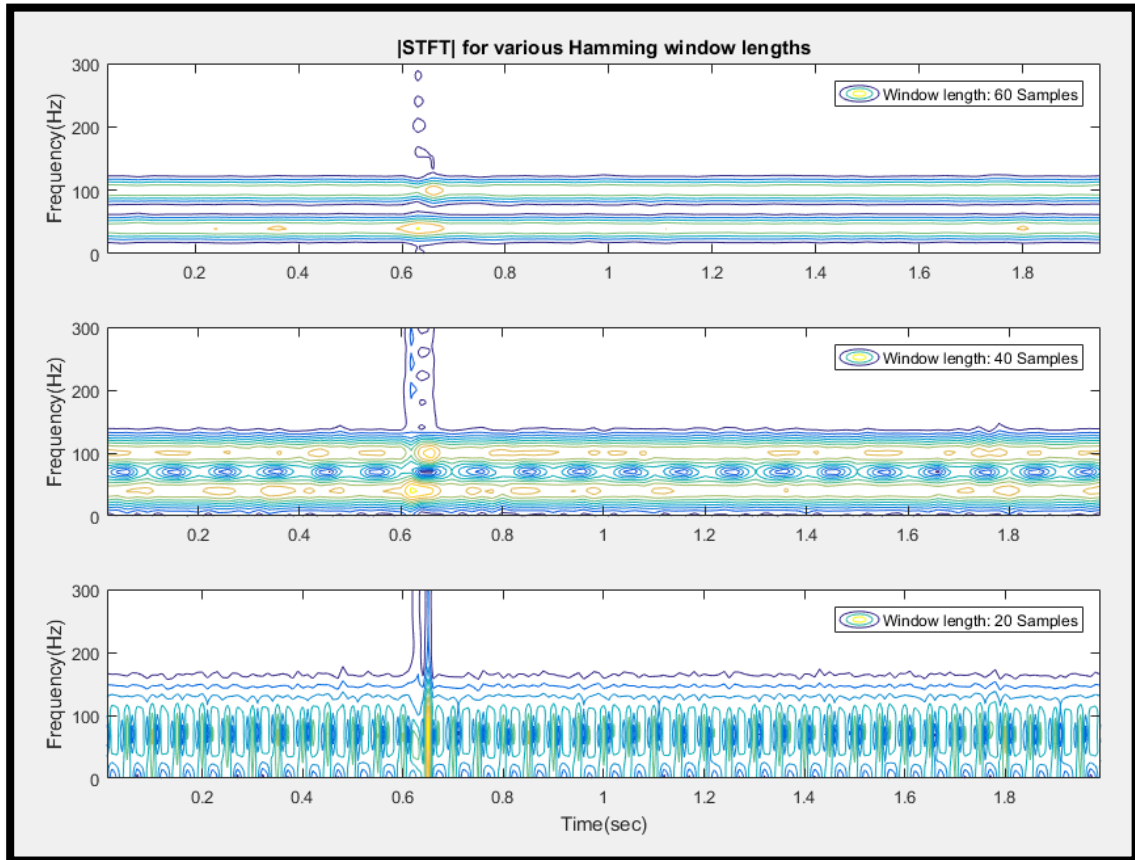 |STFT| for various Hamming window lengths
300
200
100
0
Frequency(Hz)
Window length: 60 Samples
0.2 0.4 0.6 0.8 1 1.2 1.4 1.6 1.8
300
200
100
0
Frequency(Hz)
Window length: 40 Samples
0.2 0.4 0.6 0.8 1 1.2 1.4 1.6 1.8
300
200
100
0
Frequency(Hz)
Window length: 20 Samples
0.2 0.4 0.6 0.8 1 1.2 1.4 1.6 1.8
Time(sec)